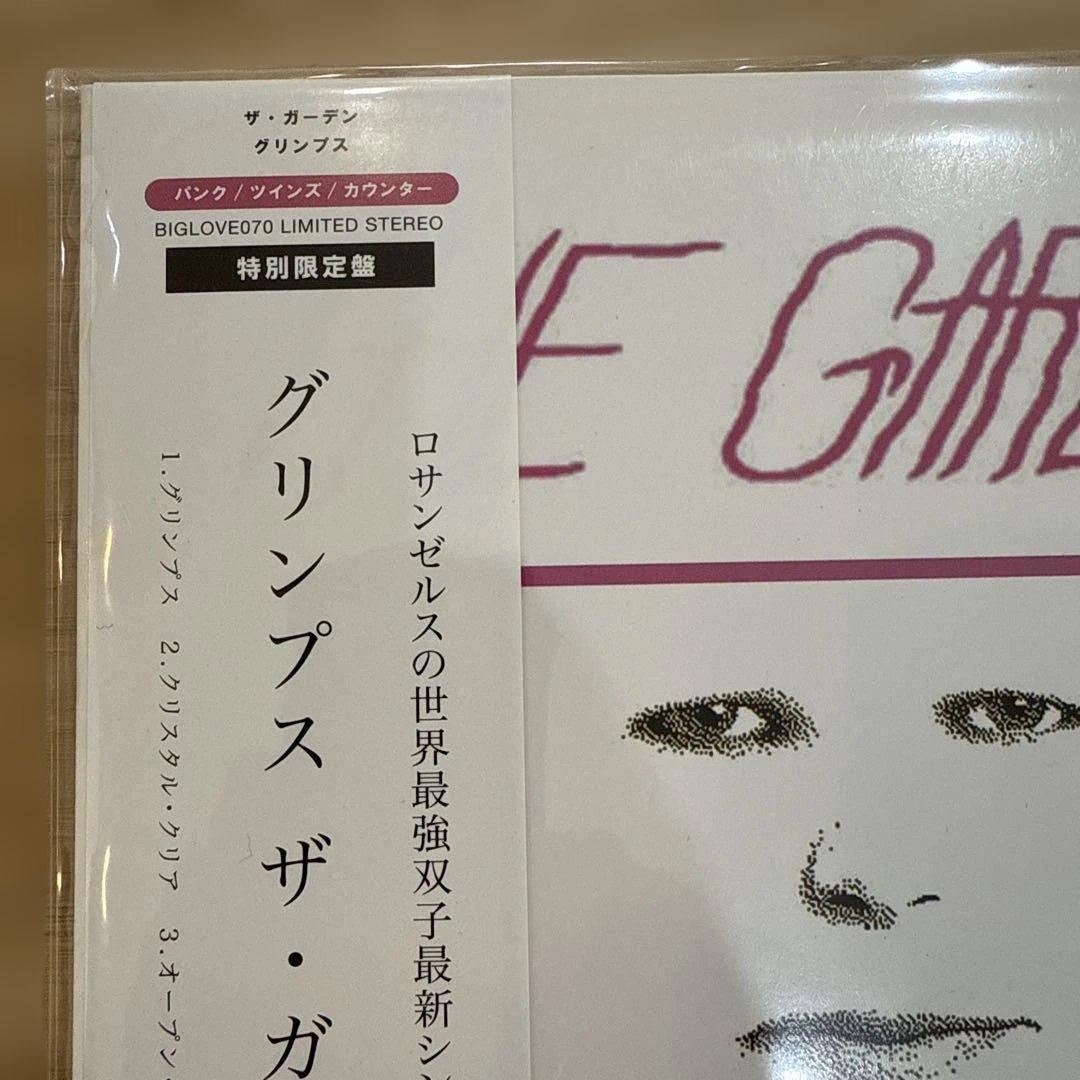 ザ・ガーデン
グリンプス
パンク / ツインズ / カウンター
BIGLOVE070 LIMITED STEREO
特別限定盤
ロサンゼルスの世界最強双子最新シン
グリンプス ザ・ガ
1.グリンプス 2.クリスタル・クリア 3.オープン・
HE GAR